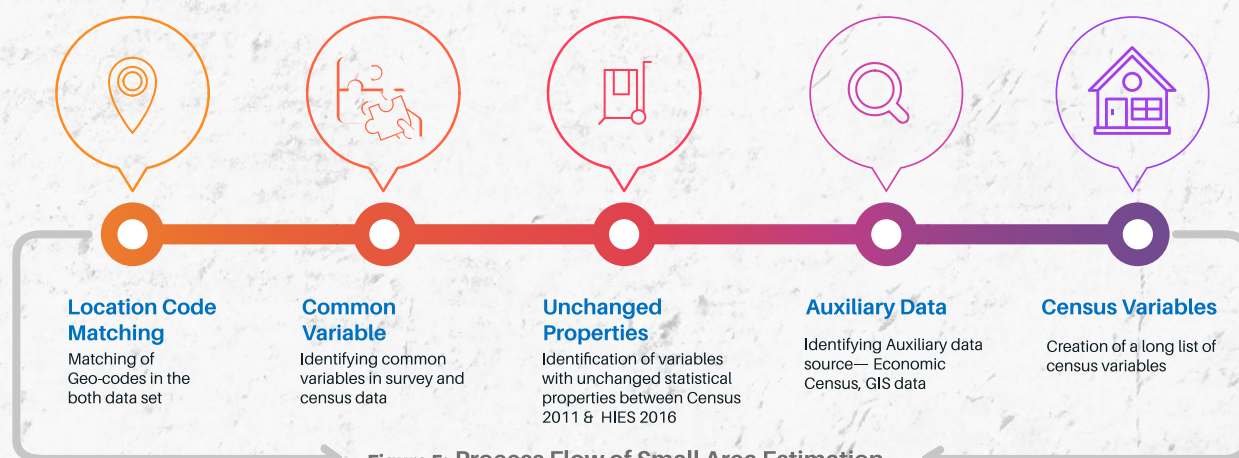 Location Code
Matching
Matching of
Geo-codes in the
both data set
Common
Variable
Identifying common
variables in survey and
census data
Unchanged
Properties
Identification of variables
with unchanged statistical
properties between Census
2011 & HIES 2016
Auxiliary Data
Identifying Auxiliary data
source— Economic
Census, GIS data
Census Variables
Creation of a long list of
census variables
Figure 5: Process Flow of Small Area Estimation